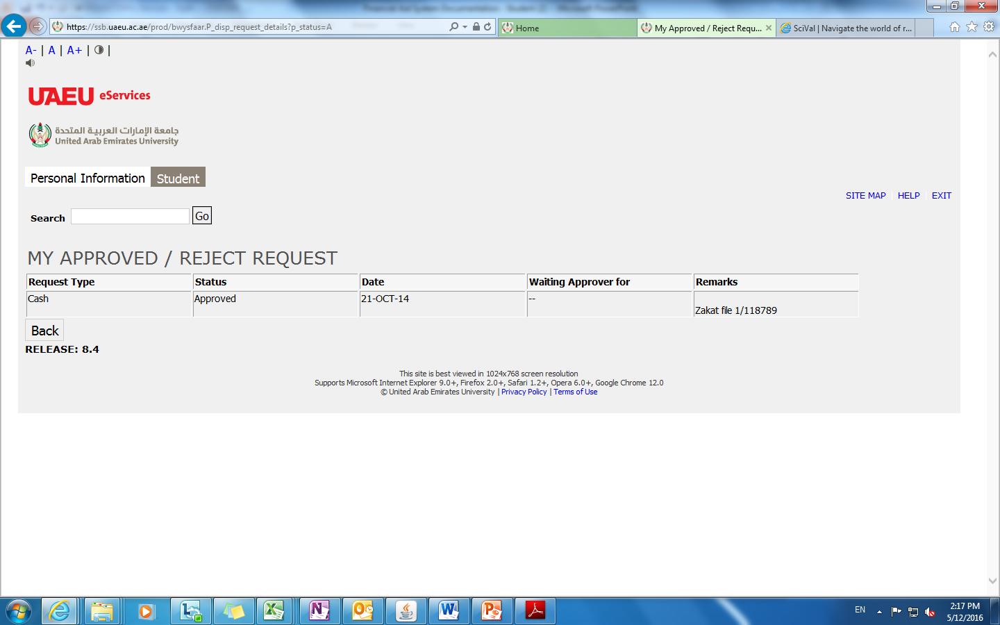 https://ssb.uaeu.ac.ae/prod/bwysfaar.P_disp_request_details?p_status=A
Home
My Approved / Reject Requ...
SciVal | Navigate the world of r...
A- | A | A+ | |
UAEU eServices
جامعة الإمارات العربية المتحدة
United Arab Emirates University
Personal Information Student
SITE MAP HELP EXIT
Search Go
MY APPROVED / REJECT REQUEST
Request Type Status Date Waiting Approver for Remarks
Cash Approved 21-OCT-14 -- Zakat file 1/118789
Back
RELEASE: 8.4
This site is best viewed in 1024x768 screen resolution
Supports Microsoft Internet Explorer 9.0+, Firefox 2.0+, Safari 1.2+, Opera 6.0+, Google Chrome 12.0
© United Arab Emirates University | Privacy Policy | Terms of Use
EN
2:17 PM
5/12/2016